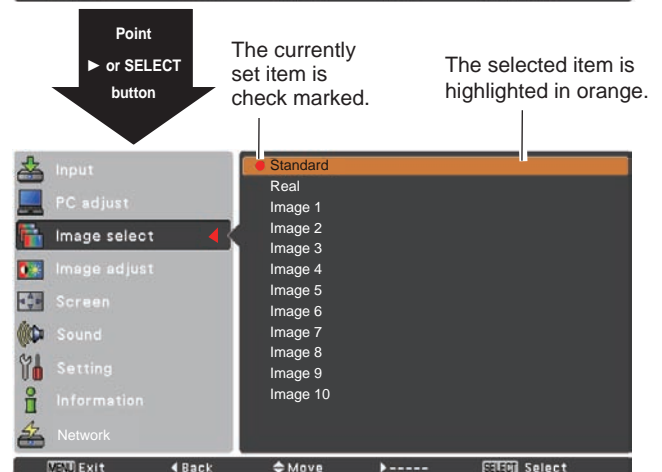 Point
► or SELECT
button
The currently
set item is
check marked.
The selected item is
highlighted in orange.
Input
PC adjust
Image select
Image adjust
Screen
Sound
Setting
Information
Network
Standard
Real
Image 1
Image 2
Image 3
Image 4
Image 5
Image 6
Image 7
Image 8
Image 9
Image 10
MENU Exit ◄Back Move ►----- SELECT Select